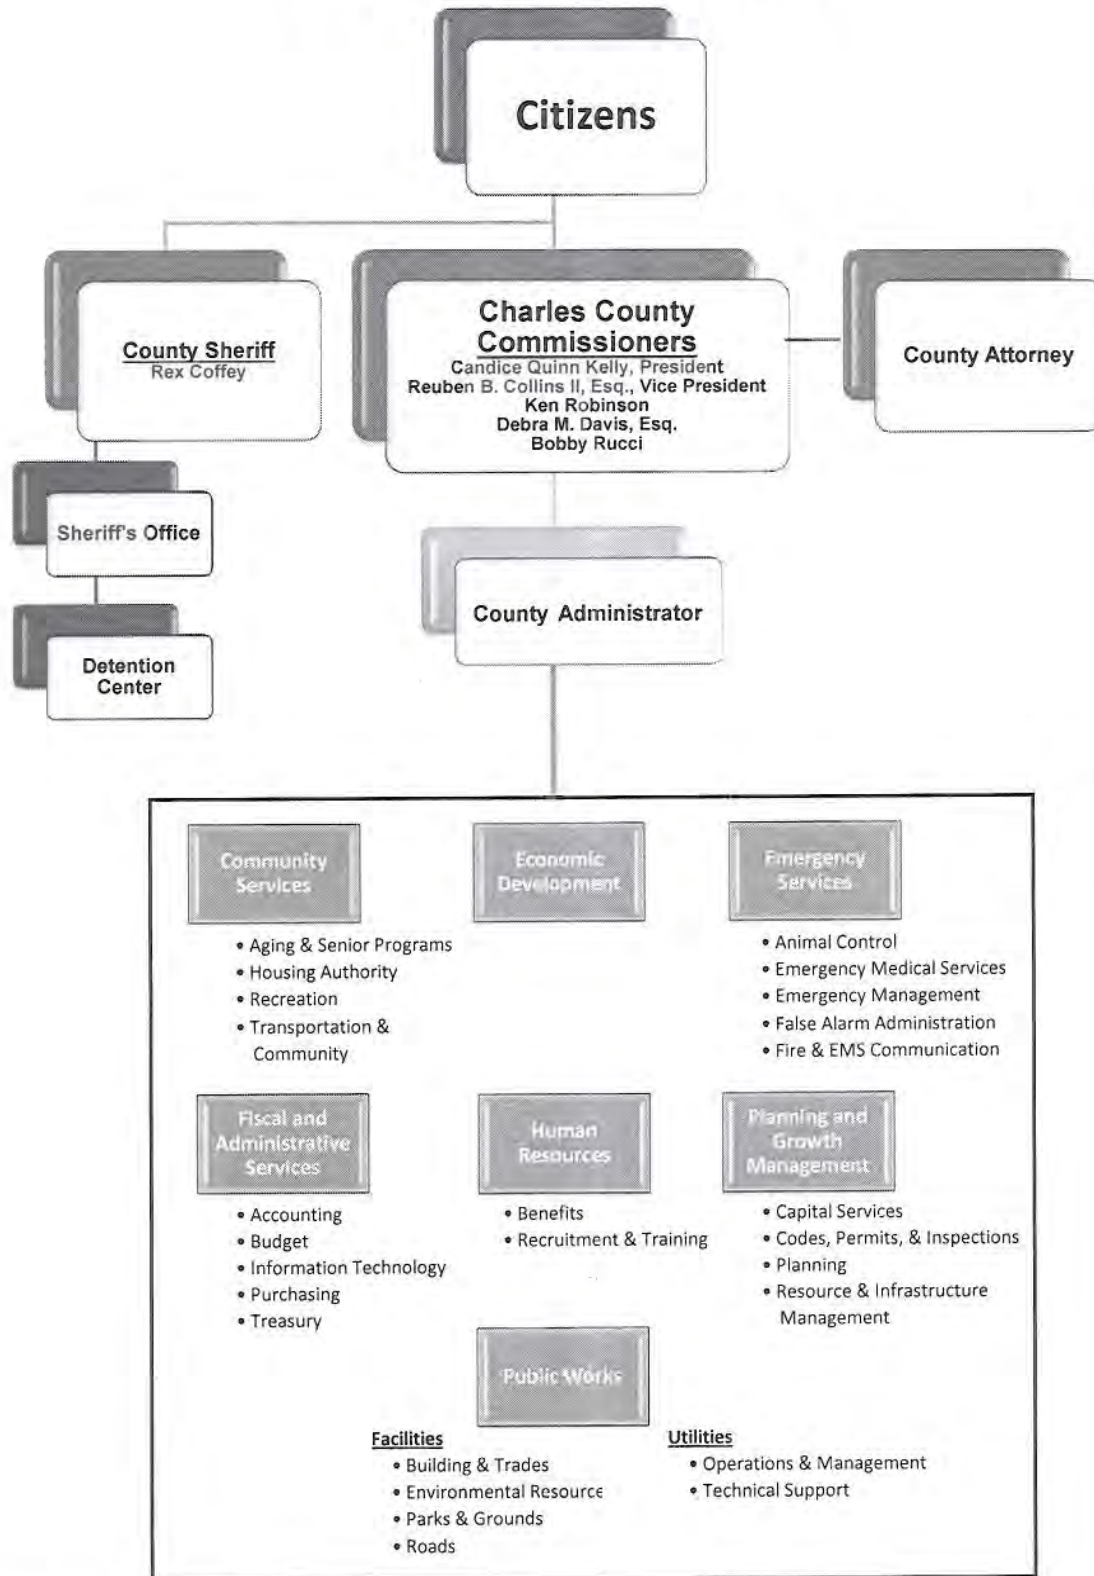 Citizens
County Sheriff
Rex Coffey
Charles County
Commissioners
Candice Quinn Kelly, President
Reuben B. Collins II, Esq., Vice President
Ken Robinson
Debra M. Davis, Esq.
Bobby Rucci
County Attorney
Sheriff's Office
Detention
Center
County Administrator
Community
Services
• Aging & Senior Programs
• Housing Authority
• Recreation
• Transportation &
Community
Economic
Development
Emergency
Services
• Animal Control
• Emergency Medical Services
• Emergency Management
• False Alarm Administration
• Fire & EMS Communication
Fiscal and
Administrative
Services
• Accounting
• Budget
• Information Technology
• Purchasing
• Treasury
Human
Resources
• Benefits
• Recruitment & Training
Planning and
Growth
Management
• Capital Services
• Codes, Permits, & Inspections
• Planning
• Resource & Infrastructure
Management
Public Works
Facilities
• Building & Trades
• Environmental Resource
• Parks & Grounds
• Roads
Utilities
• Operations & Management
• Technical Support